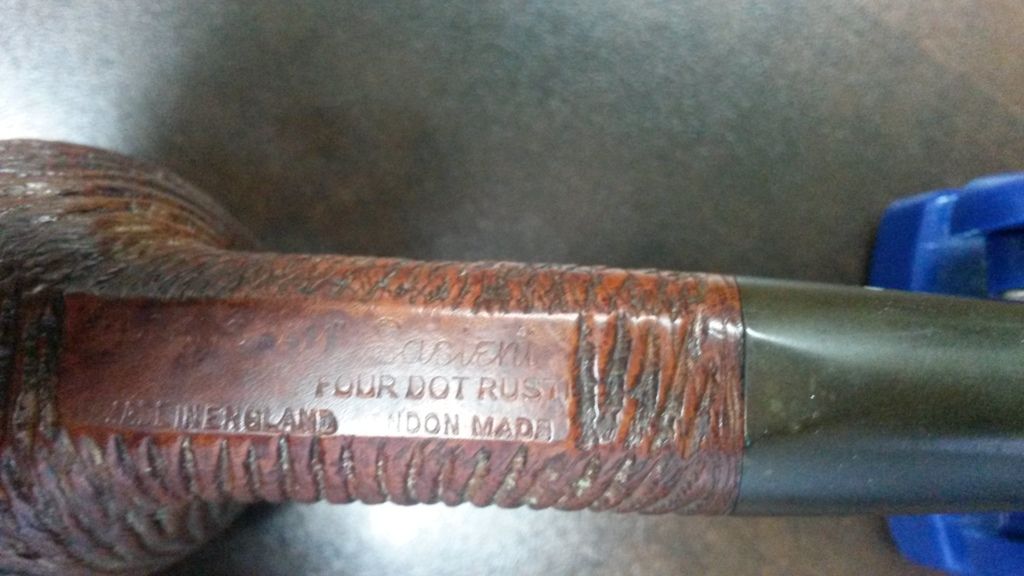 Sasieni
FOUR DOT RUSTI
IN ENGLAND
NDON MADE